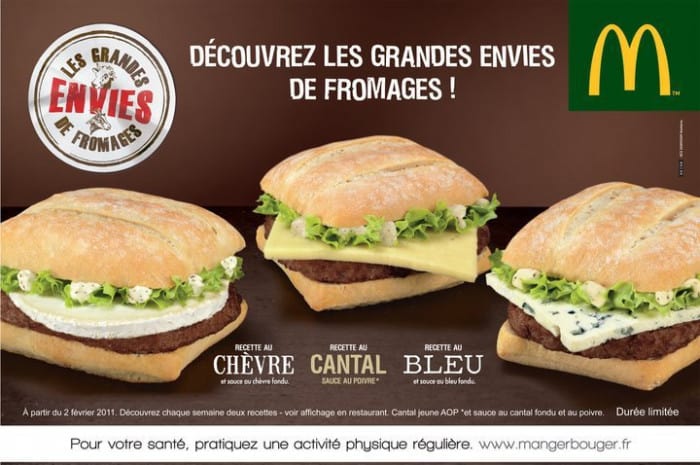 LES GRANDES
ENVIES
DE FROMAGES
DÉCOUVREZ LES GRANDES ENVIES
DE FROMAGES !
M
TM
RECETTE AU
CHÈVRE
et sauce au chèvre fondu.
RECETTE AU
CANTAL
SAUCE AU POIVRE*
RECETTE AU
BLEU
et sauce au bleu fondu.
À partir du 2 février 2011. Découvrez chaque semaine deux recettes - voir affichage en restaurant. Cantal jeune AOP *et sauce au cantal fondu et au poivre. Durée limitée
Pour votre santé, pratiquez une activité physique régulière. www.mangerbouger.fr